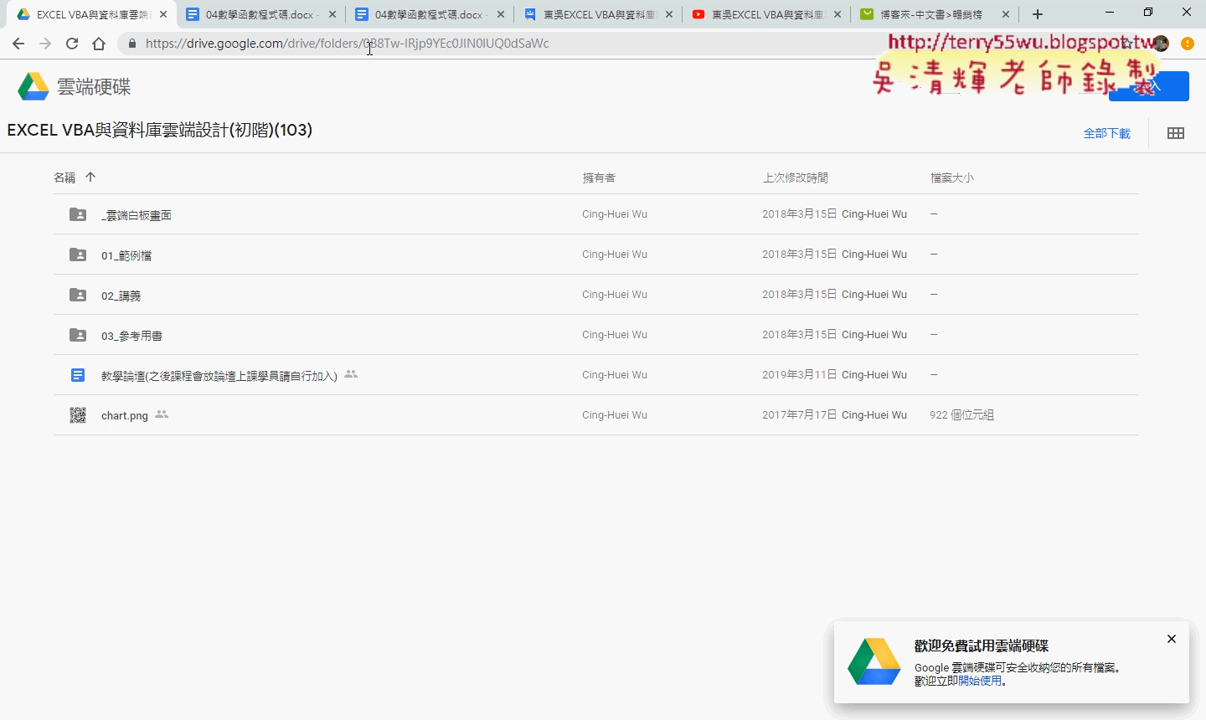 EXCEL VBA與資料庫雲端
04數學函數程式碼.docx -
04數學函數程式碼.docx -
東吳EXCEL VBA與資料庫
東吳EXCEL VBA與資料庫
博客來-中文書>暢銷榜
https://drive.google.com/drive/folders/0B8Tw-IRjp9YEc0JIN0lUQ0dSaWc
http://terry55wu.blogspot.tw
吳清輝老師錄製
雲端硬碟
入
EXCEL VBA與資料庫雲端設計(初階)(103)
全部下載
名稱
擁有者
上次修改時間
檔案大小
_雲端白板畫面
Cing-Huei Wu
2018年3月15日 Cing-Huei Wu
—
01_範例檔
Cing-Huei Wu
2018年3月15日 Cing-Huei Wu
—
02_講義
Cing-Huei Wu
2018年3月15日 Cing-Huei Wu
—
03_參考用書
Cing-Huei Wu
2018年3月15日 Cing-Huei Wu
—
教學論壇(之後課程會放論壇上課學員請自行加入)
Cing-Huei Wu
2019年3月11日 Cing-Huei Wu
—
chart.png
Cing-Huei Wu
2017年7月17日 Cing-Huei Wu
922 個位元組
歡迎免費試用雲端硬碟
Google 雲端硬碟可安全收納您的所有檔案。
歡迎立即開始使用。